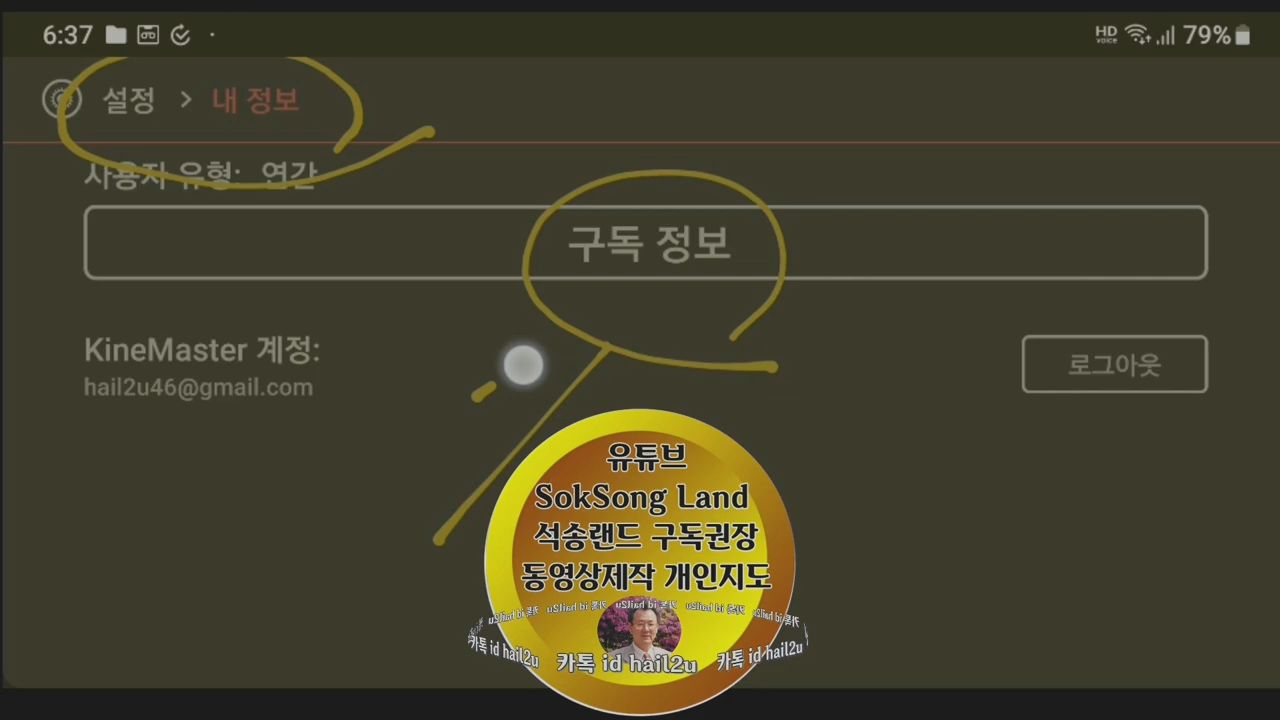 6:37
HD voice 79%
설정 > 내 정보
사용자 유형: 연간
구독 정보
KineMaster 계정:
hail2u46@gmail.com
로그아웃
유튜브
SokSong Land
석송랜드 구독권장
동영상제작 개인지도
카톡 id hail2u 카톡 id hail2u 카톡 id hail2u